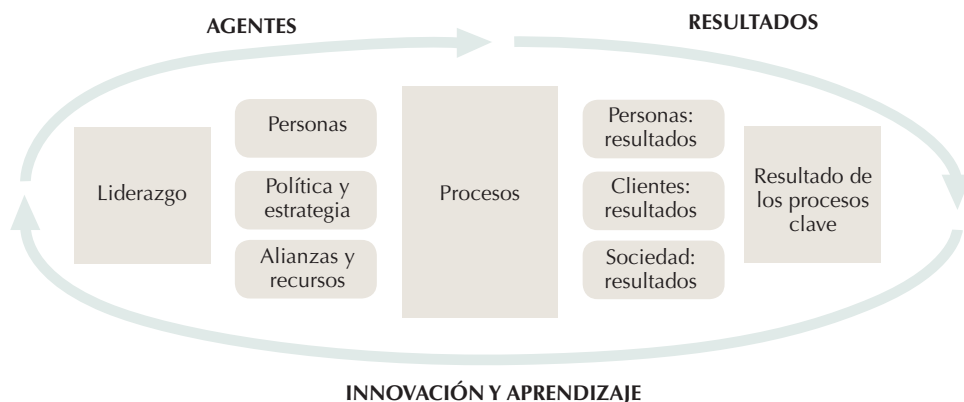 AGENTES
RESULTADOS
Liderazgo
Personas
Política y
estrategia
Alianzas y
recursos
Procesos
Personas:
resultados
Clientes:
resultados
Sociedad:
resultados
Resultado de
los procesos
clave
INNOVACIÓN Y APRENDIZAJE